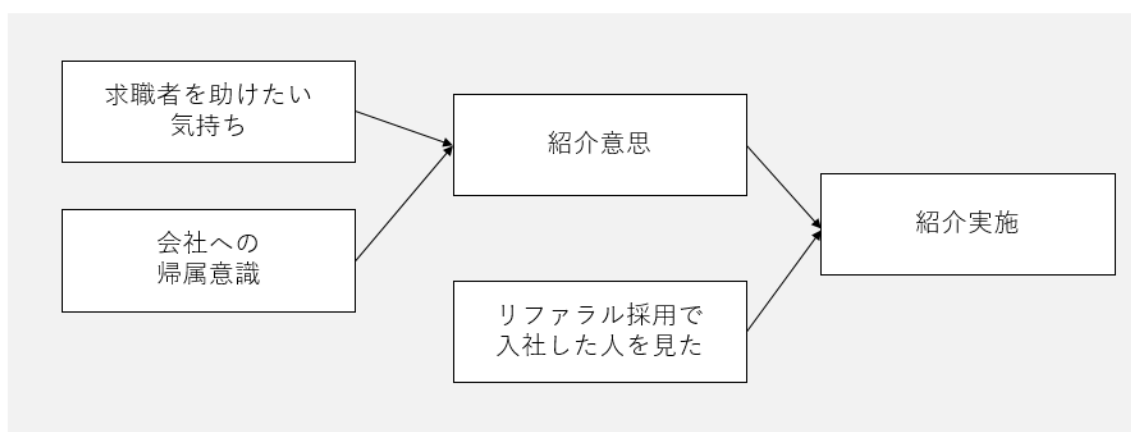 求職者を助けたい
気持ち
会社への
帰属意識
紹介意思
リファラル採用で
入社した人を見た
紹介実施